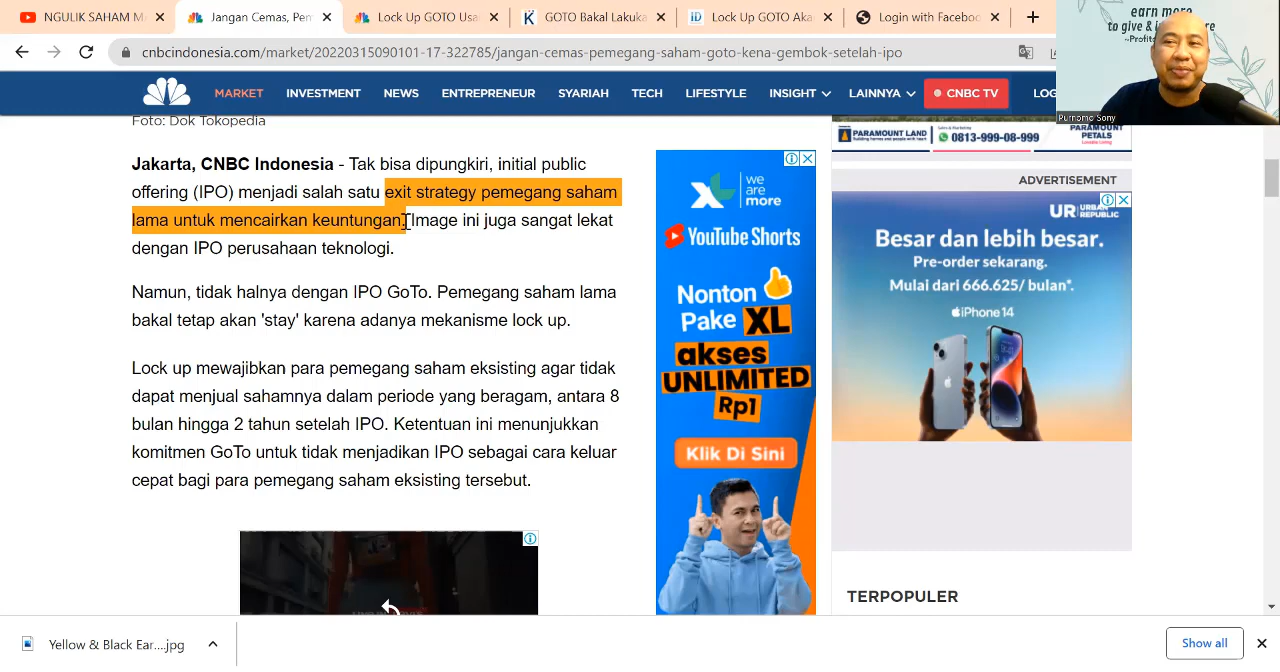 NGULIK SAHAM M
Jangan Cemas, Pem
Lock Up GOTO Usa
GOTO Bakal Lakuka
Lock Up GOTO Aka
Login with Faceboo
cnbcindonesia.com/market/20220315090101-17-322785/jangan-cemas-pemegang-saham-goto-kena-gembok-setelah-ipo
earn more
to give &
re
Purnomo Sony
MARKET
INVESTMENT
NEWS
ENTREPRENEUR
SYARIAH
TECH
LIFESTYLE
INSIGHT
LAINNYA
CNBC TV
LOG
Foto: Dok Tokopedia
Jakarta, CNBC Indonesia - Tak bisa dipungkiri, initial public
offering (IPO) menjadi salah satu exit strategy pemegang saham
lama untuk mencairkan keuntungan. Image ini juga sangat lekat
dengan IPO perusahaan teknologi.
Namun, tidak halnya dengan IPO GoTo. Pemegang saham lama
bakal tetap akan 'stay' karena adanya mekanisme lock up.
Lock up mewajibkan para pemegang saham eksisting agar tidak
dapat menjual sahamnya dalam periode yang beragam, antara 8
bulan hingga 2 tahun setelah IPO. Ketentuan ini menunjukkan
komitmen GoTo untuk tidak menjadikan IPO sebagai cara keluar
cepat bagi para pemegang saham eksisting tersebut.
XL
we
are
more
YouTube Shorts
Nonton
Pake XL
akses
UNLIMITED
Rp1
Klik Di Sini
PARAMOUNT LAND
0813-999-08-999
PARAMOUNT
PETALS
ADVERTISEMENT
UR URBAN
REPUBLIC
Besar dan lebih besar.
Pre-order sekarang.
Mulai dari 666.625/ bulan*.
iPhone 14
TERPOPULER
Yellow & Black Ear....jpg
Show all